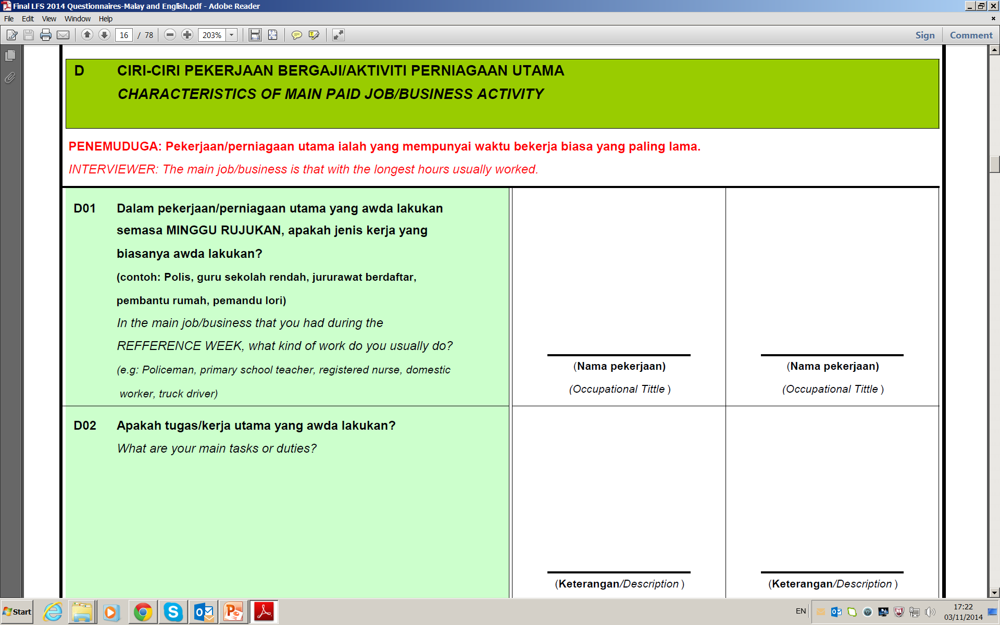 Final LFS 2014 Questionnaires-Malay and English.pdf - Adobe Reader
File Edit View Window Help
16 / 78 203% Sign Comment
D CIRI-CIRI PEKERJAAN BERGAJI/AKTIVITI PERNIAGAAN UTAMA
CHARACTERISTICS OF MAIN PAID JOB/BUSINESS ACTIVITY
PENEMUDUGA: Pekerjaan/perniagaan utama ialah yang mempunyai waktu bekerja biasa yang paling lama.
INTERVIEWER: The main job/business is that with the longest hours usually worked.
D01 Dalam pekerjaan/perniagaan utama yang awda lakukan
semasa MINGGU RUJUKAN, apakah jenis kerja yang
biasanya awda lakukan?
(contoh: Polis, guru sekolah rendah, jururawat berdaftar,
pembantu rumah, pemandu lori)
In the main job/business that you had during the
REFFERENCE WEEK, what kind of work do you usually do?
(e.g: Policeman, primary school teacher, registered nurse, domestic
worker, truck driver)
(Nama pekerjaan)
(Occupational Tittle )
(Nama pekerjaan)
(Occupational Tittle )
D02 Apakah tugas/kerja utama yang awda lakukan?
What are your main tasks or duties?
(Keterangan/Description )
(Keterangan/Description )
Start
EN
17:22
03/11/2014